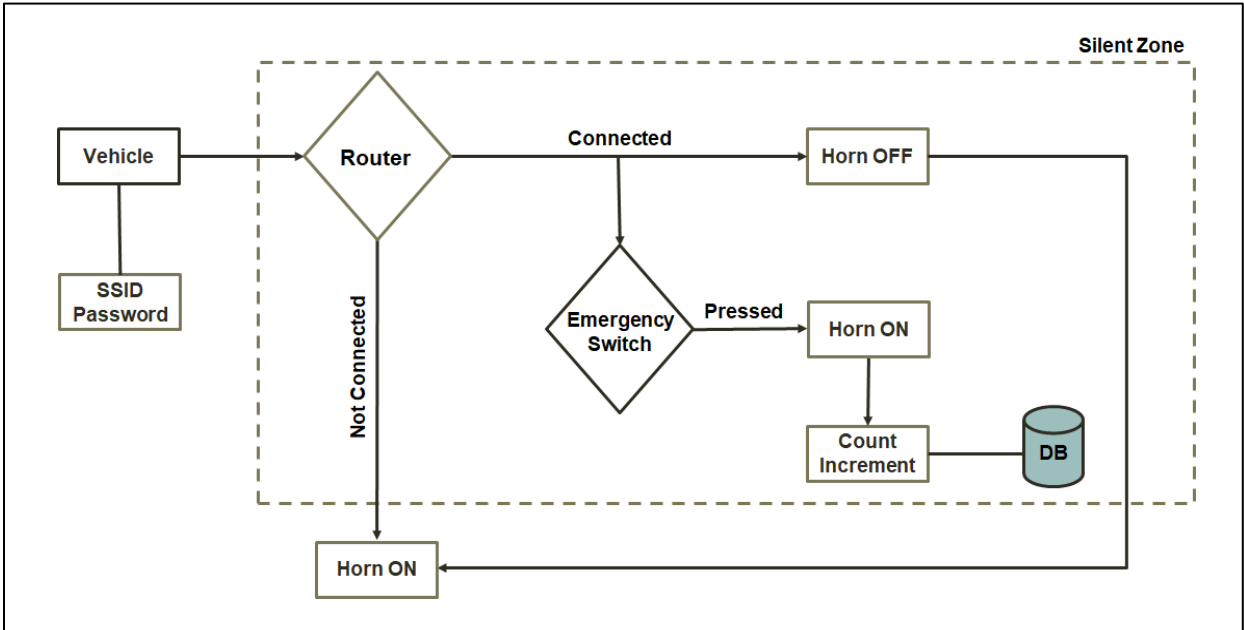 Silent Zone
Vehicle
Router
Connected
Horn OFF
SSID
Password
Not Connected
Emergency
Switch
Pressed
Horn ON
Count
Increment
DB
Horn ON